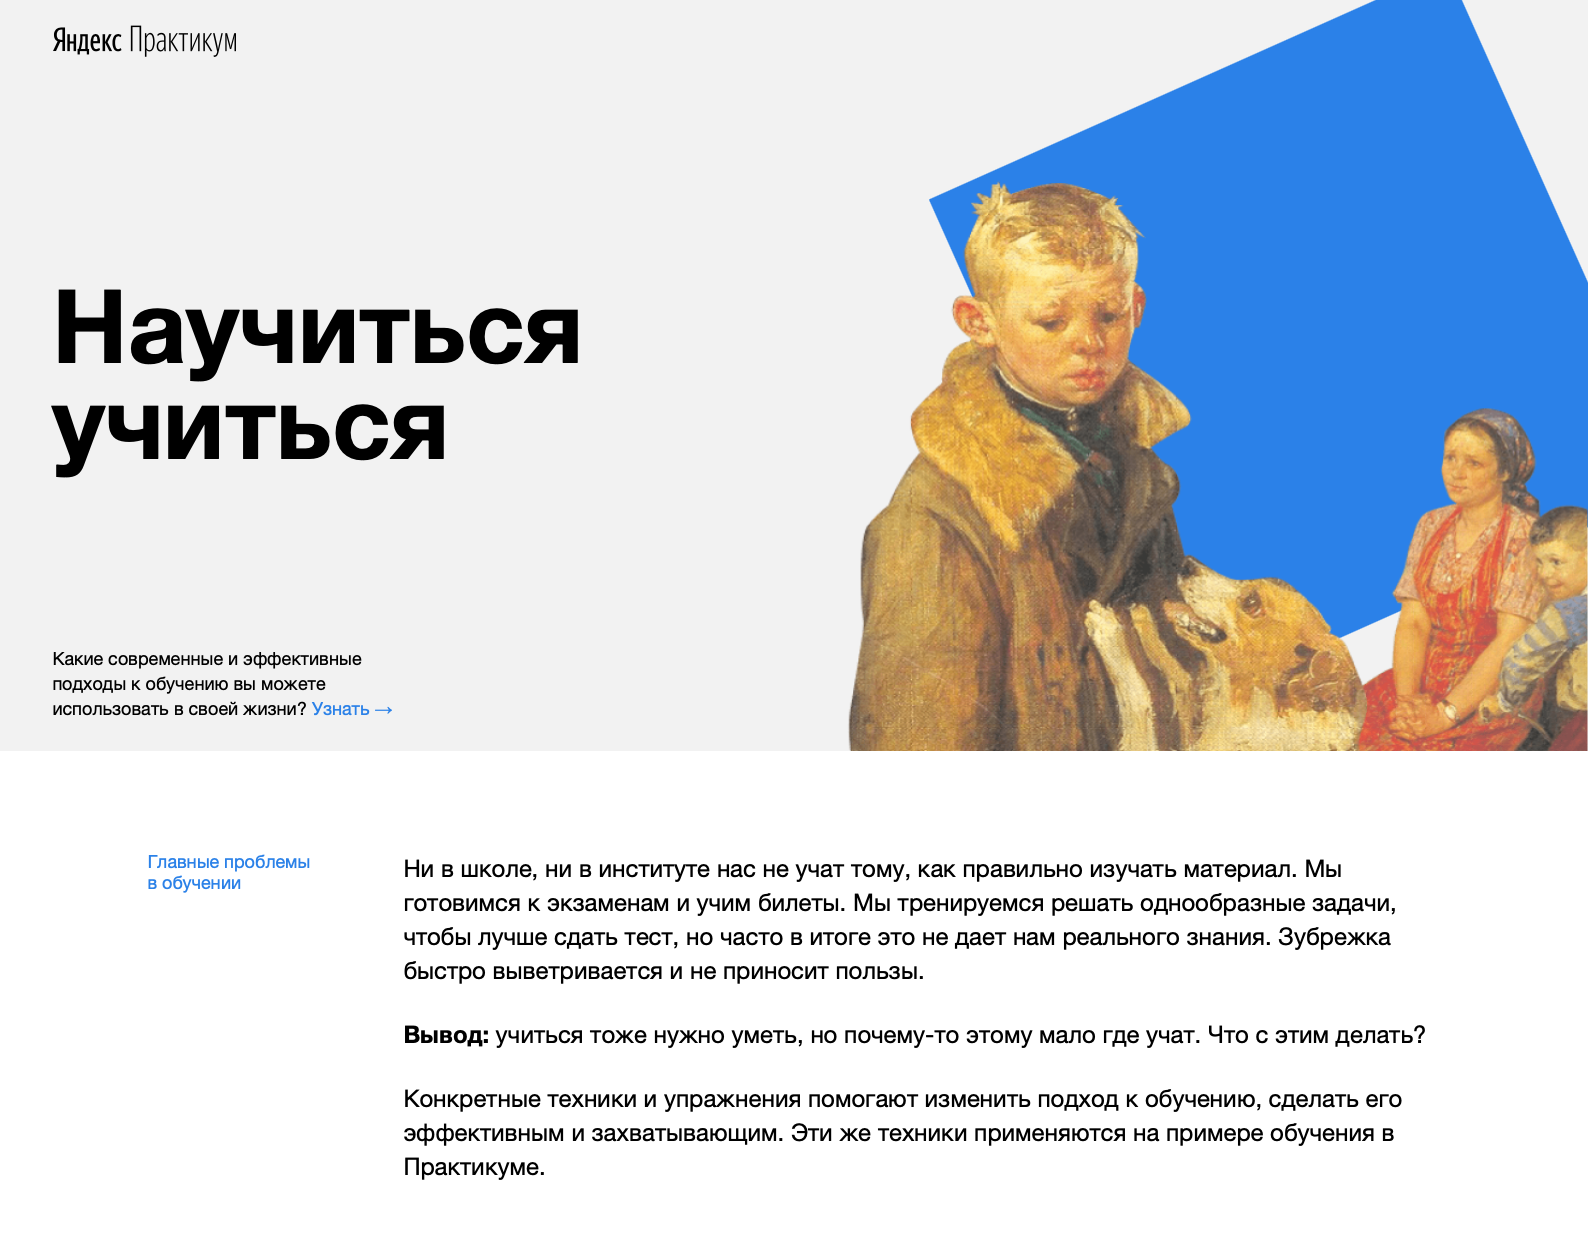 Яндекс Практикум
Научиться
учиться
Какие современные и эффективные
подходы к обучению вы можете
использовать в своей жизни? Узнать →
Главные проблемы
в обучении
Ни в школе, ни в институте нас не учат тому, как правильно изучать материал. Мы
готовимся к экзаменам и учим билеты. Мы тренируемся решать однообразные задачи,
чтобы лучше сдать тест, но часто в итоге это не дает нам реального знания. Зубрежка
быстро выветривается и не приносит пользы.
Вывод: учиться тоже нужно уметь, но почему-то этому мало где учат. Что с этим делать?
Конкретные техники и упражнения помогают изменить подход к обучению, сделать его
эффективным и захватывающим. Эти же техники применяются на примере обучения в
Практикуме.